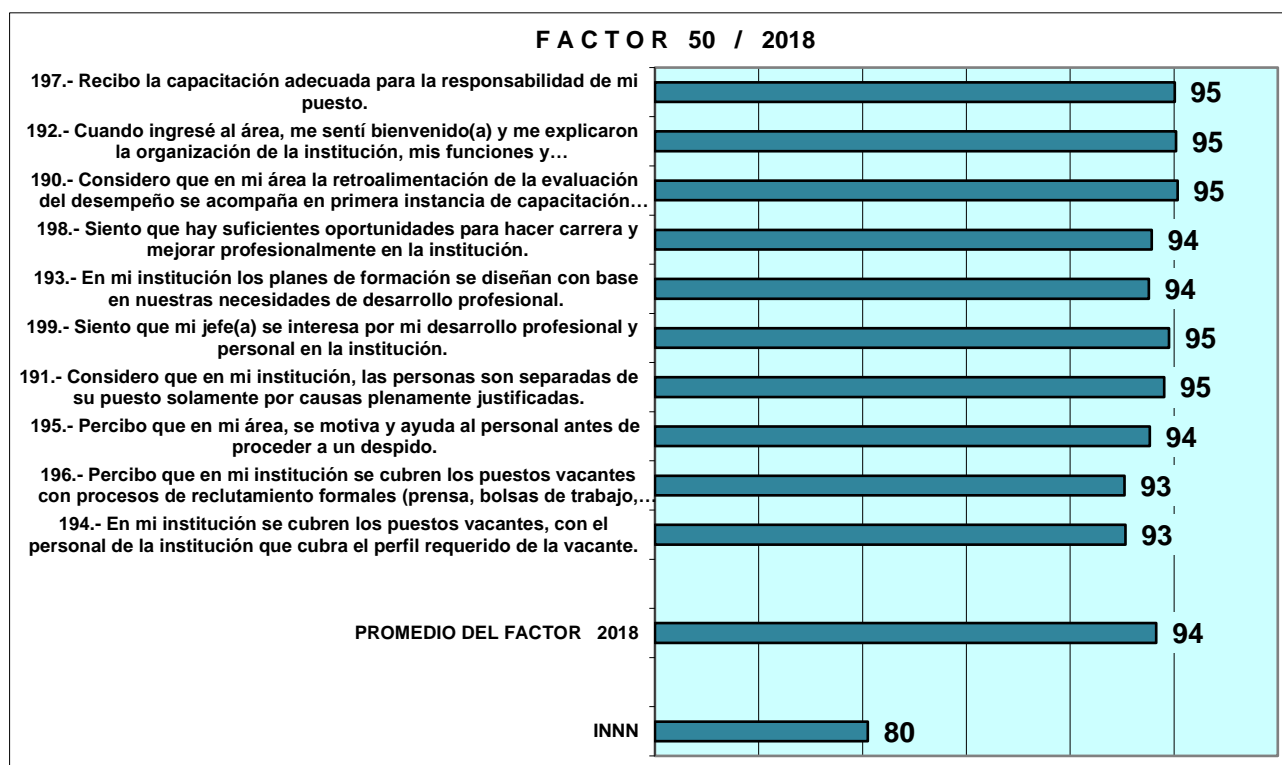 F A C T O R 50 / 2018
197.- Recibo la capacitación adecuada para la responsabilidad de mi
puesto.
95
192.- Cuando ingresé al área, me sentí bienvenido(a) y me explicaron
la organización de la institución, mis funciones y…
95
190.- Considero que en mi área la retroalimentación de la evaluación
del desempeño se acompaña en primera instancia de capacitación…
95
198.- Siento que hay suficientes oportunidades para hacer carrera y
mejorar profesionalmente en la institución.
94
193.- En mi institución los planes de formación se diseñan con base
en nuestras necesidades de desarrollo profesional.
94
199.- Siento que mi jefe(a) se interesa por mi desarrollo profesional y
personal en la institución.
95
191.- Considero que en mi institución, las personas son separadas de
su puesto solamente por causas plenamente justificadas.
95
195.- Percibo que en mi área, se motiva y ayuda al personal antes de
proceder a un despido.
94
196.- Percibo que en mi institución se cubren los puestos vacantes
con procesos de reclutamiento formales (prensa, bolsas de trabajo,…
93
194.- En mi institución se cubren los puestos vacantes, con el
personal de la institución que cubra el perfil requerido de la vacante.
93
PROMEDIO DEL FACTOR 2018
94
INNN
80